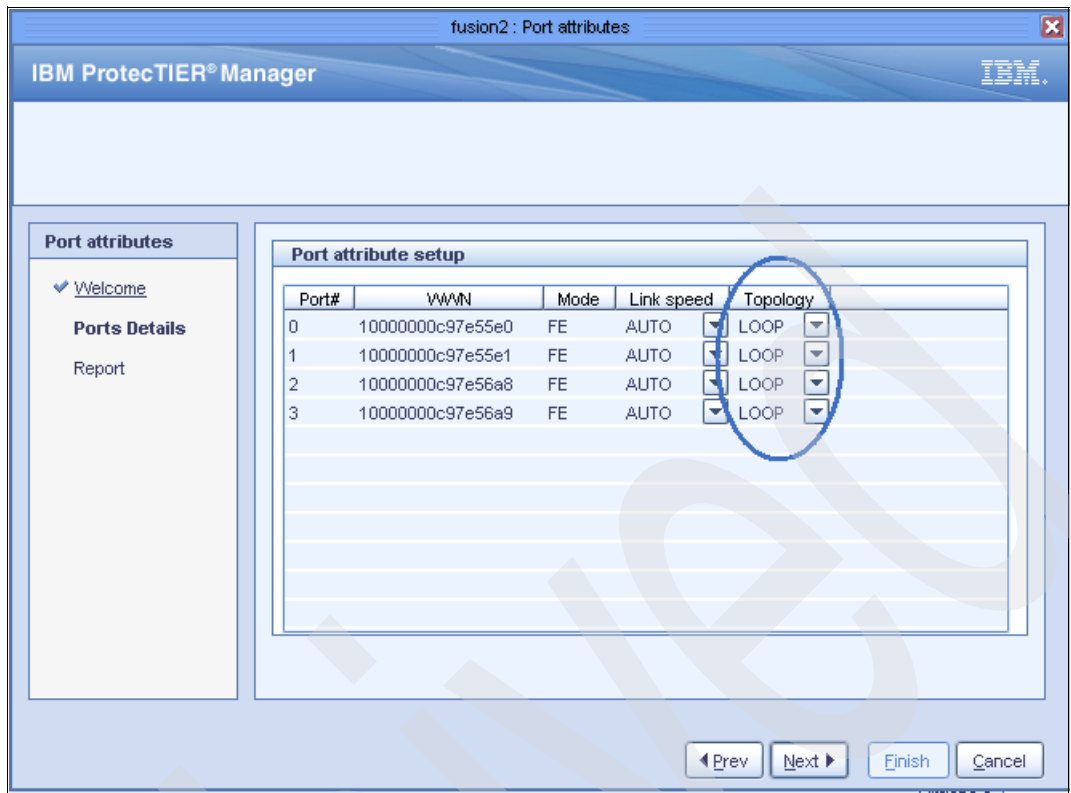 fusion2 : Port attributes
IBM ProtecTIER® Manager
IBM.
Port attributes
Welcome
Ports Details
Report
Port attribute setup
Port# WWN Mode Link speed Topology
0 10000000c97e55e0 FE AUTO LOOP
1 10000000c97e55e1 FE AUTO LOOP
2 10000000c97e56a8 FE AUTO LOOP
3 10000000c97e56a9 FE AUTO LOOP
Prev Next Finish Cancel